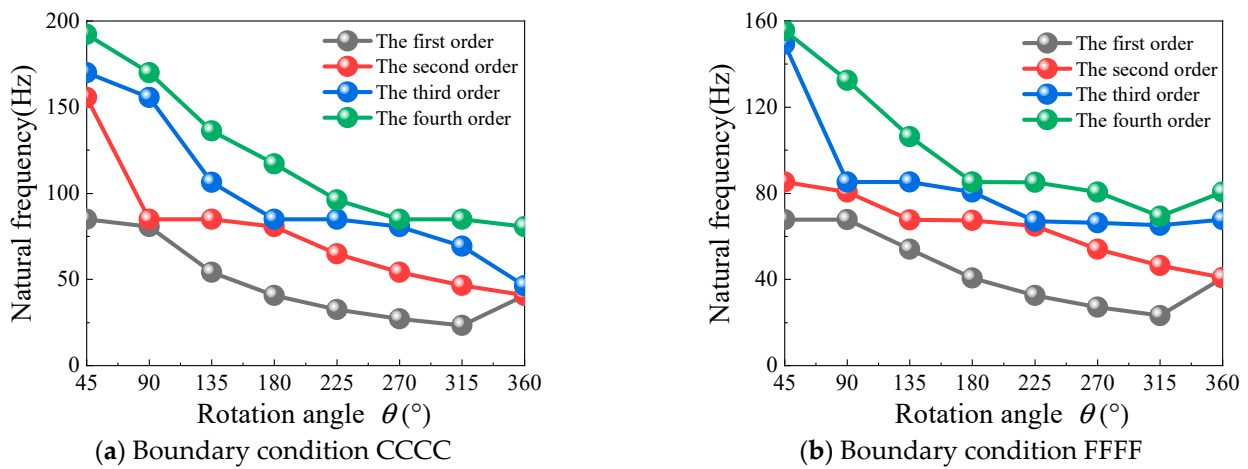 200
150
100
50
0
Natural frequency(Hz)
The first order
The second order
The third order
The fourth order
45 90 135 180 225 270 315 360
Rotation angle θ (°)
(a) Boundary condition CCCC
160
120
80
40
0
Natural frequency(Hz)
The first order
The second order
The third order
The fourth order
45 90 135 180 225 270 315 360
Rotation angle θ (°)
(b) Boundary condition FFFF